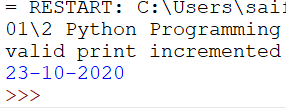 = RESTART: C:\Users\saif
01\2 Python Programming
valid print incremented
23-10-2020
>>>